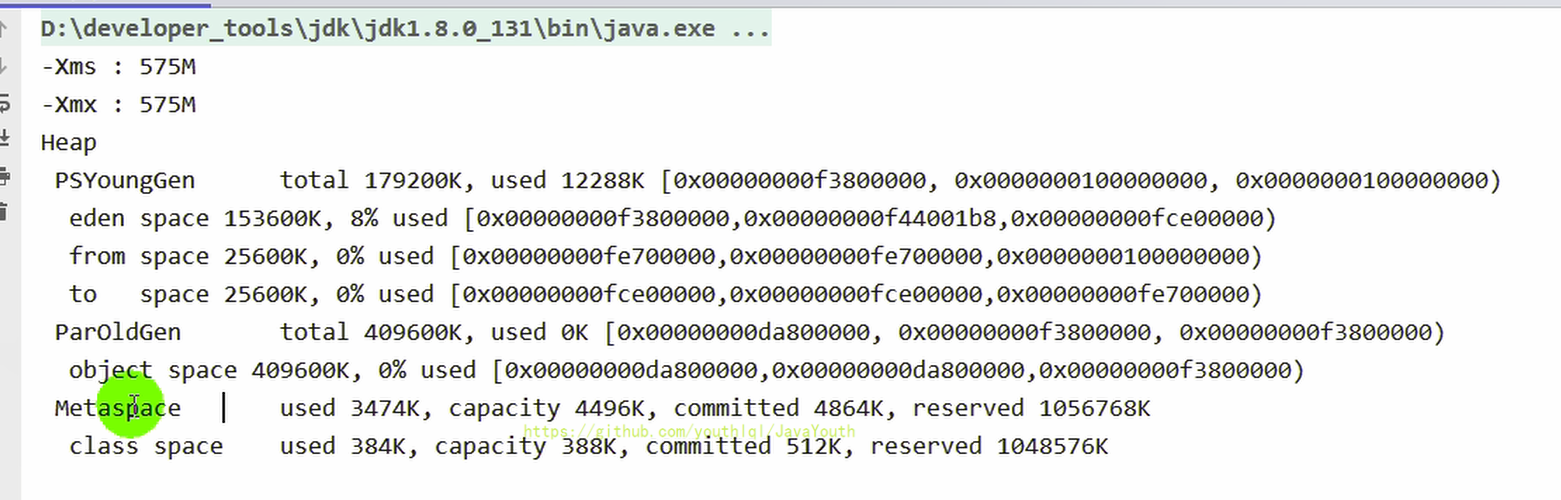 D:\developer_tools\jdk\jdk1.8.0_131\bin\java.exe ...
-Xms : 575M
-Xmx : 575M
Heap
 PSYoungGen      total 179200K, used 12288K [0x00000000f3800000, 0x0000000100000000, 0x0000000100000000)
  eden space 153600K, 8% used [0x00000000f3800000,0x00000000f44001b8,0x00000000fce00000)
  from space 25600K, 0% used [0x00000000fe700000,0x00000000fe700000,0x0000000100000000)
  to   space 25600K, 0% used [0x00000000fce00000,0x00000000fce00000,0x00000000fe700000)
 ParOldGen       total 409600K, used 0K [0x00000000da800000, 0x00000000f3800000, 0x00000000f3800000)
  object space 409600K, 0% used [0x00000000da800000,0x00000000da800000,0x00000000f3800000)
 Metaspace       used 3474K, capacity 4496K, committed 4864K, reserved 1056768K
https://github.com/youthlql/JavaYouth
  class space    used 384K, capacity 388K, committed 512K, reserved 1048576K